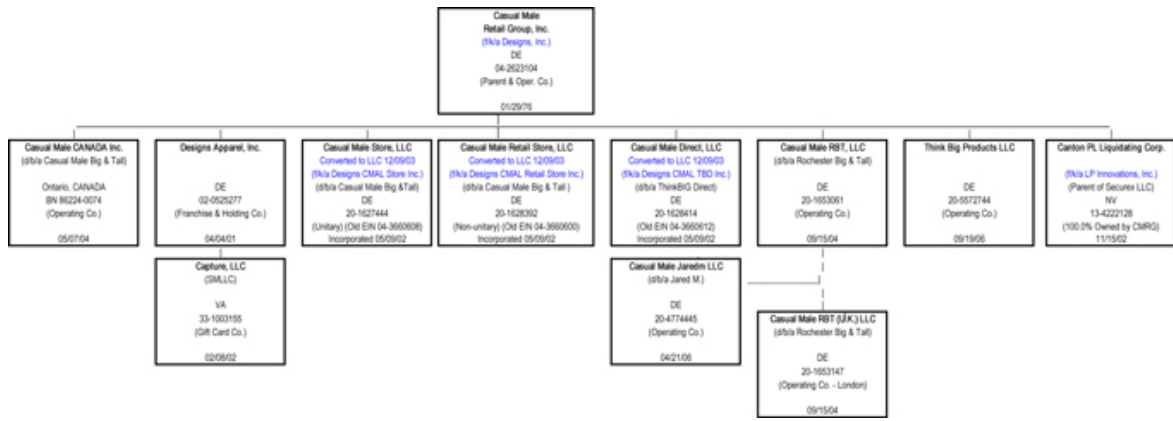 Casual Male
Retail Group, Inc.
(f/k/a Designs, Inc.)
DE
04-2623104
(Parent & Oper. Co.)
01/29/76
Casual Male CANADA Inc.
(d/b/a Casual Male Big & Tall)
Ontario, CANADA
BN 86224-0074
(Operating Co.)
05/07/04
Designs Apparel, Inc.
DE
02-0525277
(Franchise & Holding Co.)
04/04/01
Casual Male Store, LLC
Converted to LLC 12/09/03
(f/k/a Designs CMAL Store Inc.)
(d/b/a Casual Male Big &Tall)
DE
20-1627444
(Unitary) (Old EIN 04-3660608)
Incorporated 05/09/02
Casual Male Retail Store, LLC
Converted to LLC 12/09/03
(f/k/a Designs CMAL Retail Store Inc.)
(d/b/a Casual Male Big & Tall )
DE
20-1628392
(Non-unitary) (Old EIN 04-3660600)
Incorporated 05/09/02
Casual Male Direct, LLC
Converted to LLC 12/09/03
(f/k/a Designs CMAL TBD Inc.)
(d/b/a ThinkBIG Direct)
DE
20-1628414
(Old EIN 04-3660612)
Incorporated 05/09/02
Casual Male RBT, LLC
(d/b/a Rochester Big & Tall)
DE
20-1653061
(Operating Co.)
09/15/04
Think Big Products LLC
DE
20-5572744
(Operating Co.)
09/19/06
Canton PL Liquidating Corp.
(f/k/a LP Innovations, Inc.)
(Parent of Securex LLC)
NV
13-4222128
(100.0% Owned by CMRG)
11/15/02
Capture, LLC
(SMLLC)
VA
33-1003155
(Gift Card Co.)
02/08/02
Casual Male Jaredm LLC
(d/b/a Jared M.)
DE
20-4774445
(Operating Co.)
04/21/06
Casual Male RBT (U.K.) LLC
(d/b/a Rochester Big & Tall)
DE
20-1653147
(Operating Co. - London)
09/15/04